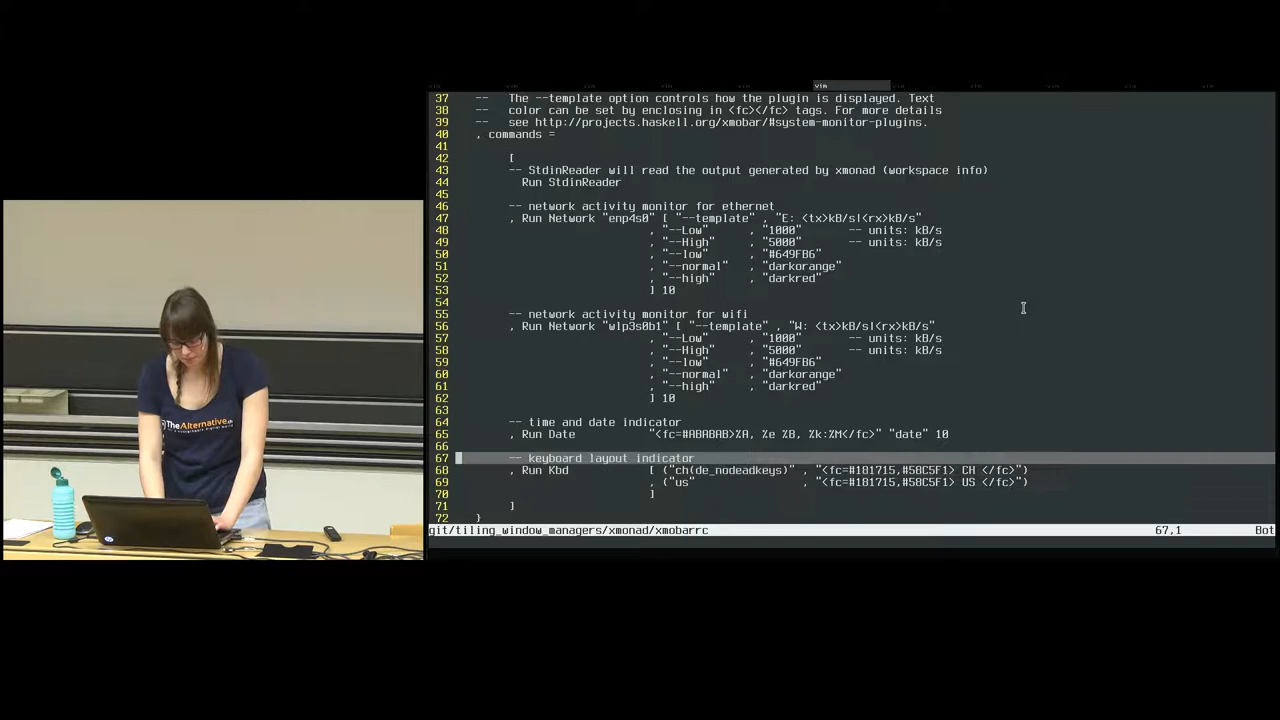 vim
37 -- The --template option controls how the plugin is displayed. Text
38 -- color can be set by enclosing in <fc></fc> tags. For more details
39 -- see http://projects.haskell.org/xmobar/#system-monitor-plugins.
40 , commands =
41
42 [
43 -- StdinReader will read the output generated by xmonad (workspace info)
44 Run StdinReader
45
46 -- network activity monitor for ethernet
47 , Run Network "enp4s0" [ "--template" , "E: <tx>kB/s|<rx>kB/s"
48 , "--Low" , "1000" -- units: kB/s
49 , "--High" , "5000" -- units: kB/s
50 , "--low" , "#649FB6"
51 , "--normal" , "darkorange"
52 , "--high" , "darkred"
53 ] 10
54
55 -- network activity monitor for wifi
56 , Run Network "wlp3s0b1" [ "--template" , "W: <tx>kB/s|<rx>kB/s"
57 , "--Low" , "1000" -- units: kB/s
58 , "--High" , "5000" -- units: kB/s
59 , "--low" , "#649FB6"
60 , "--normal" , "darkorange"
61 , "--high" , "darkred"
62 ] 10
63
64 -- time and date indicator
65 , Run Date "<fc=#ABABAB>%A, %e %B, %k:%M</fc>" "date" 10
66
67 -- keyboard layout indicator
68 , Run Kbd [ ("ch(de_nodeadkeys)" , "<fc=#181715,#58C5F1> CH </fc>")
69 , ("us" , "<fc=#181715,#58C5F1> US </fc>")
70 ]
71 ]
72 }
git/tiling_window_managers/xmonad/xmobarrc 67,1 Bot
TheAlternative.ch